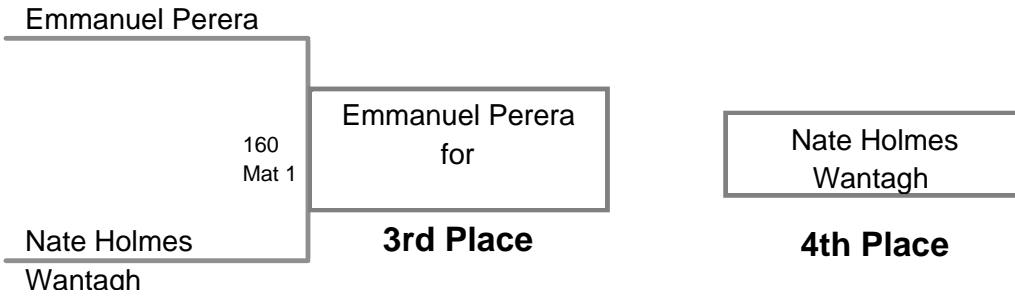 Emmanuel Perera
160
Mat 1
Nate Holmes
Wantagh
Emmanuel Perera
for
3rd Place
Nate Holmes
Wantagh
4th Place